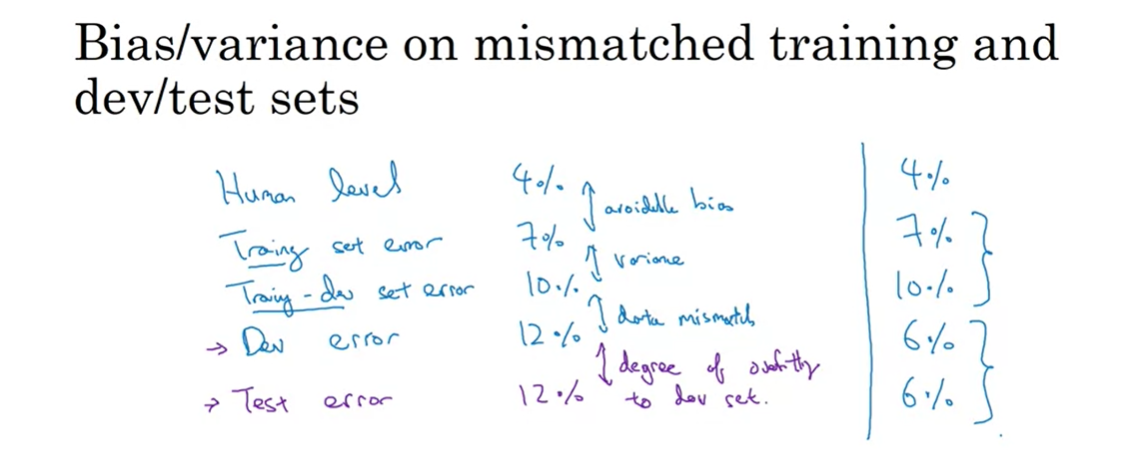 Bias/variance on mismatched training and
dev/test sets
Human level 4% 4%
avoidable bias
Training set error 7% 7%
variance
Training-dev set error 10% 10%
data mismatch
→ Dev error 12% 6%
degree of overfitting
→ Test error 12% to dev set. 6%